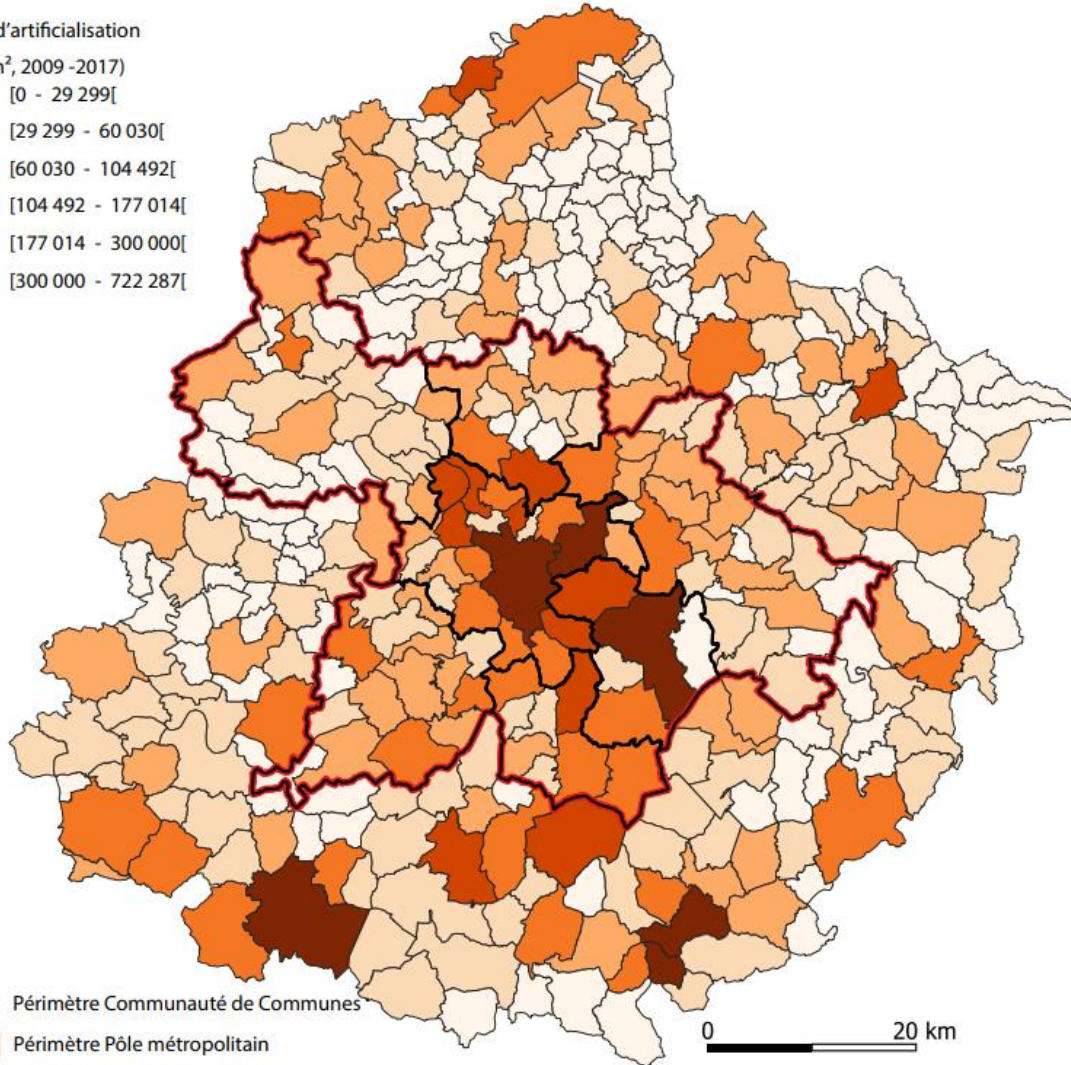 d'artificialisation
², 2009 -2017)
[0 - 29 299[
[29 299 - 60 030[
[60 030 - 104 492[
[104 492 - 177 014[
[177 014 - 300 000[
[300 000 - 722 287[
Périmètre Communauté de Communes
Périmètre Pôle métropolitain
0 20 km